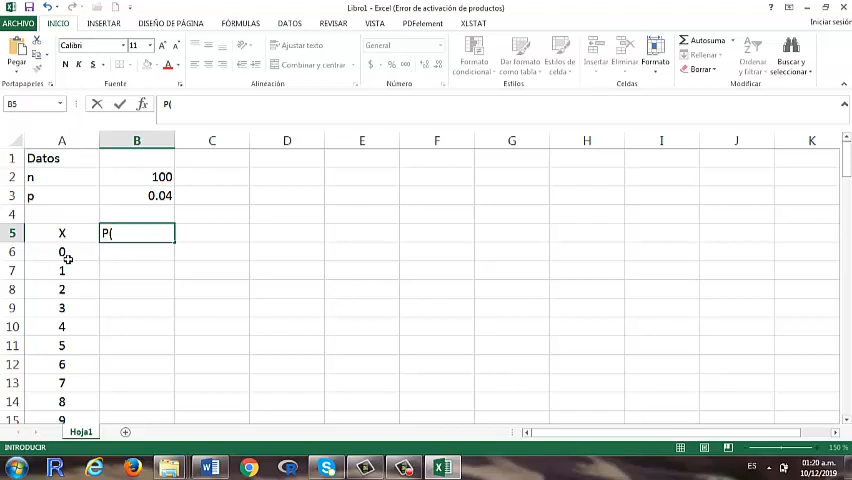 Libro1 - Excel (Error de activación de productos)
ARCHIVO INICIO INSERTAR DISEÑO DE PÁGINA FÓRMULAS DATOS REVISAR VISTA PDFelement XLSTAT Iniciar sesión
Pegar
Calibri 11
N K S
Ajustar texto
Combinar y centrar
General
$ % 000
Formato condicional
Dar formato como tabla
Estilos de celda
Insertar Eliminar Formato
Autosuma
Rellenar
Borrar
Ordenar y filtrar
Buscar y seleccionar
Portapapeles Fuente Alineación Número Estilos Celdas Modificar
B5 fx P(
A B C D E F G H I J K
1 Datos
2 n 100
3 p 0.04
4
5 X P(
6 0
7 1
8 2
9 3
10 4
11 5
12 6
13 7
14 8
15 9
Hoja1
INTRODUCIR 150 %
ES 01:20 a.m.
10/12/2019